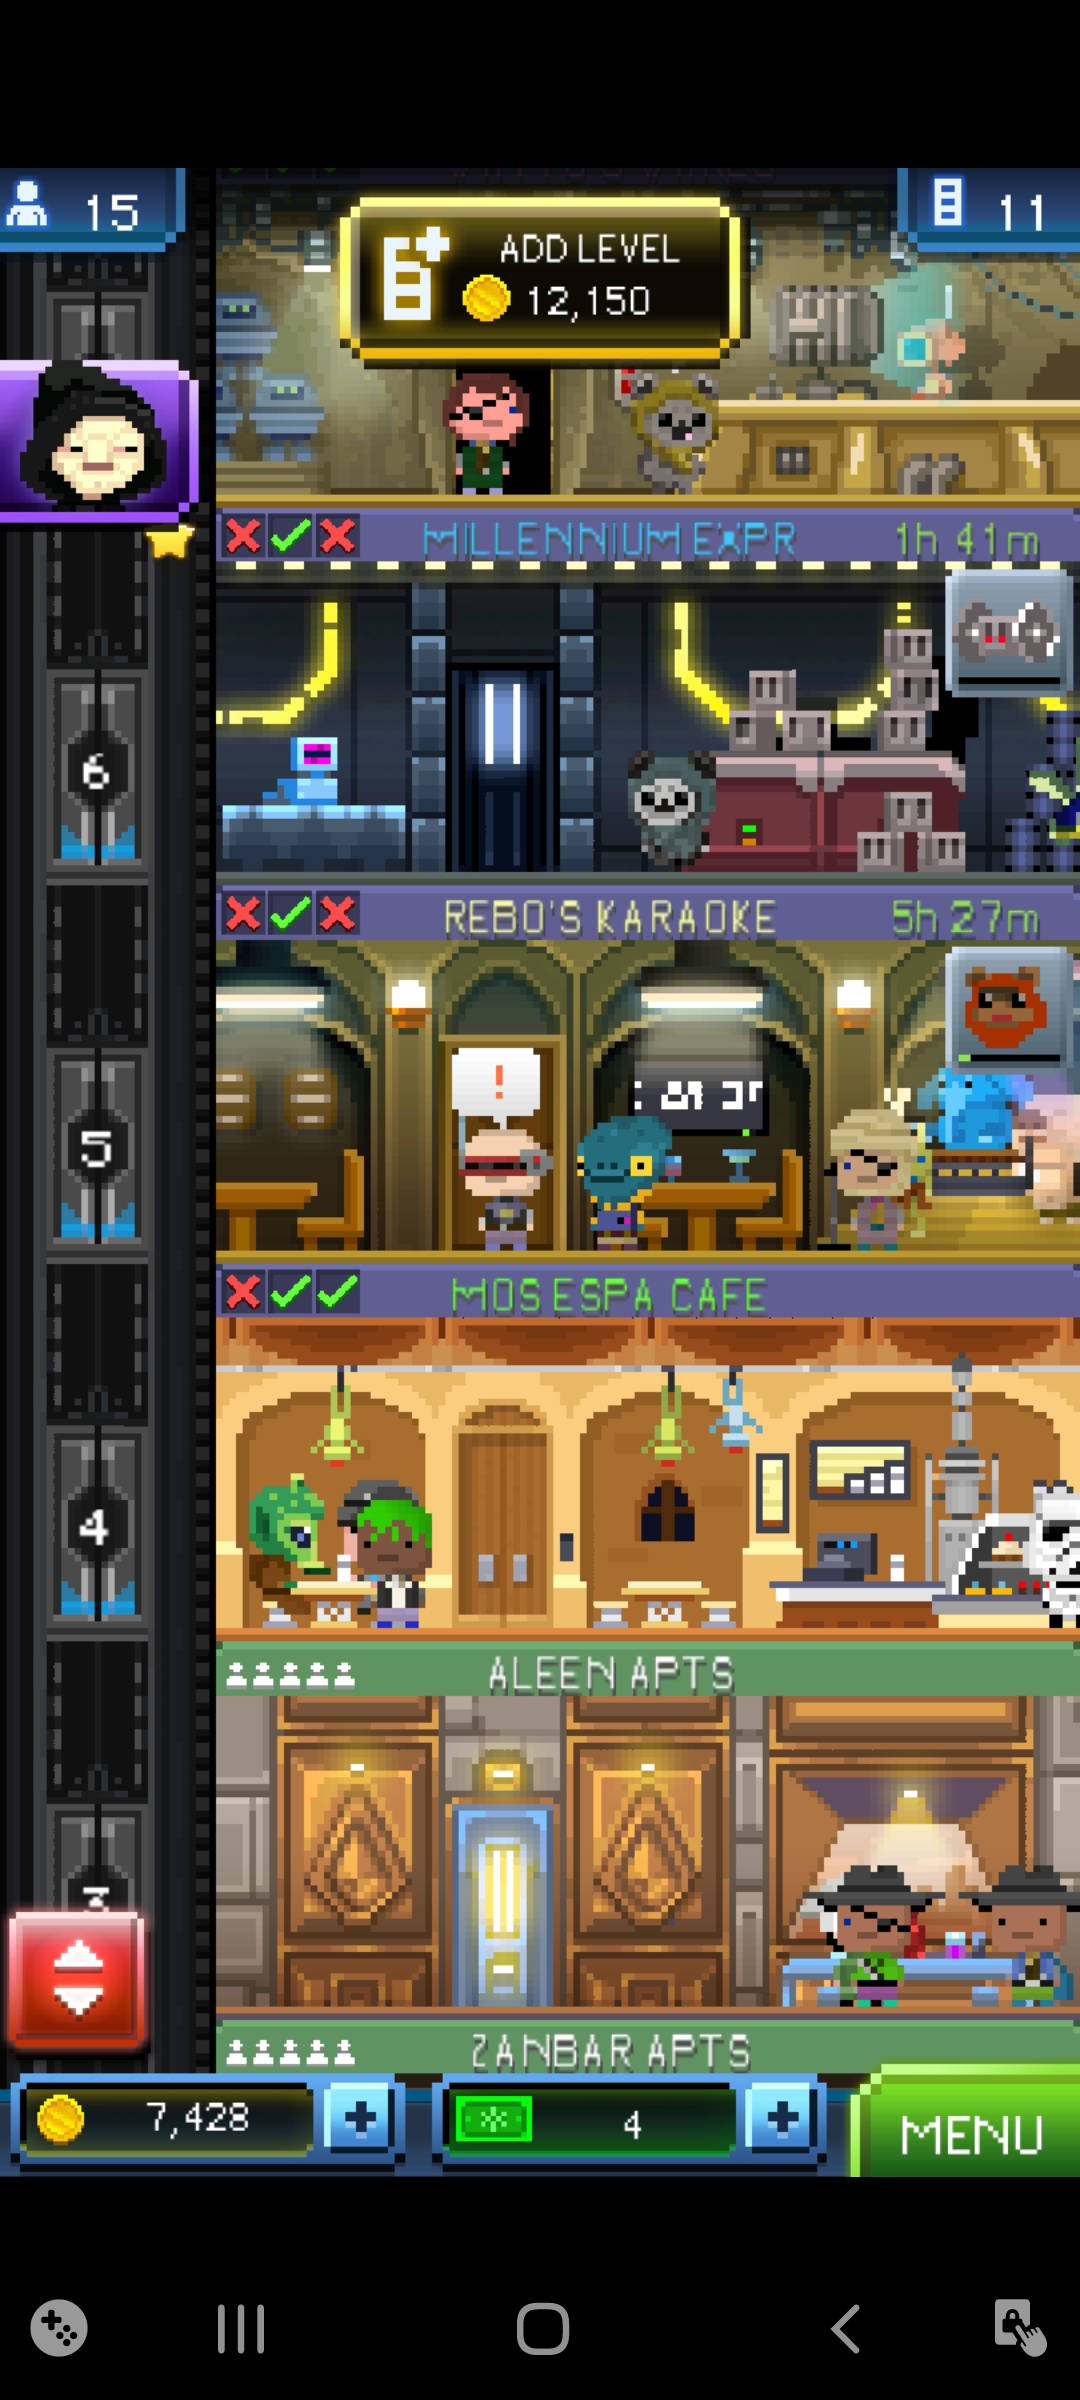 15
ADD LEVEL
12,150
11
MILLENNIUM EXPR
1h 41m
6
REBO'S KARAOKE
5h 27m
!
5
MOS ESPA CAFE
4
ALEEN APTS
3
ZANBAR APTS
7,428
4
MENU